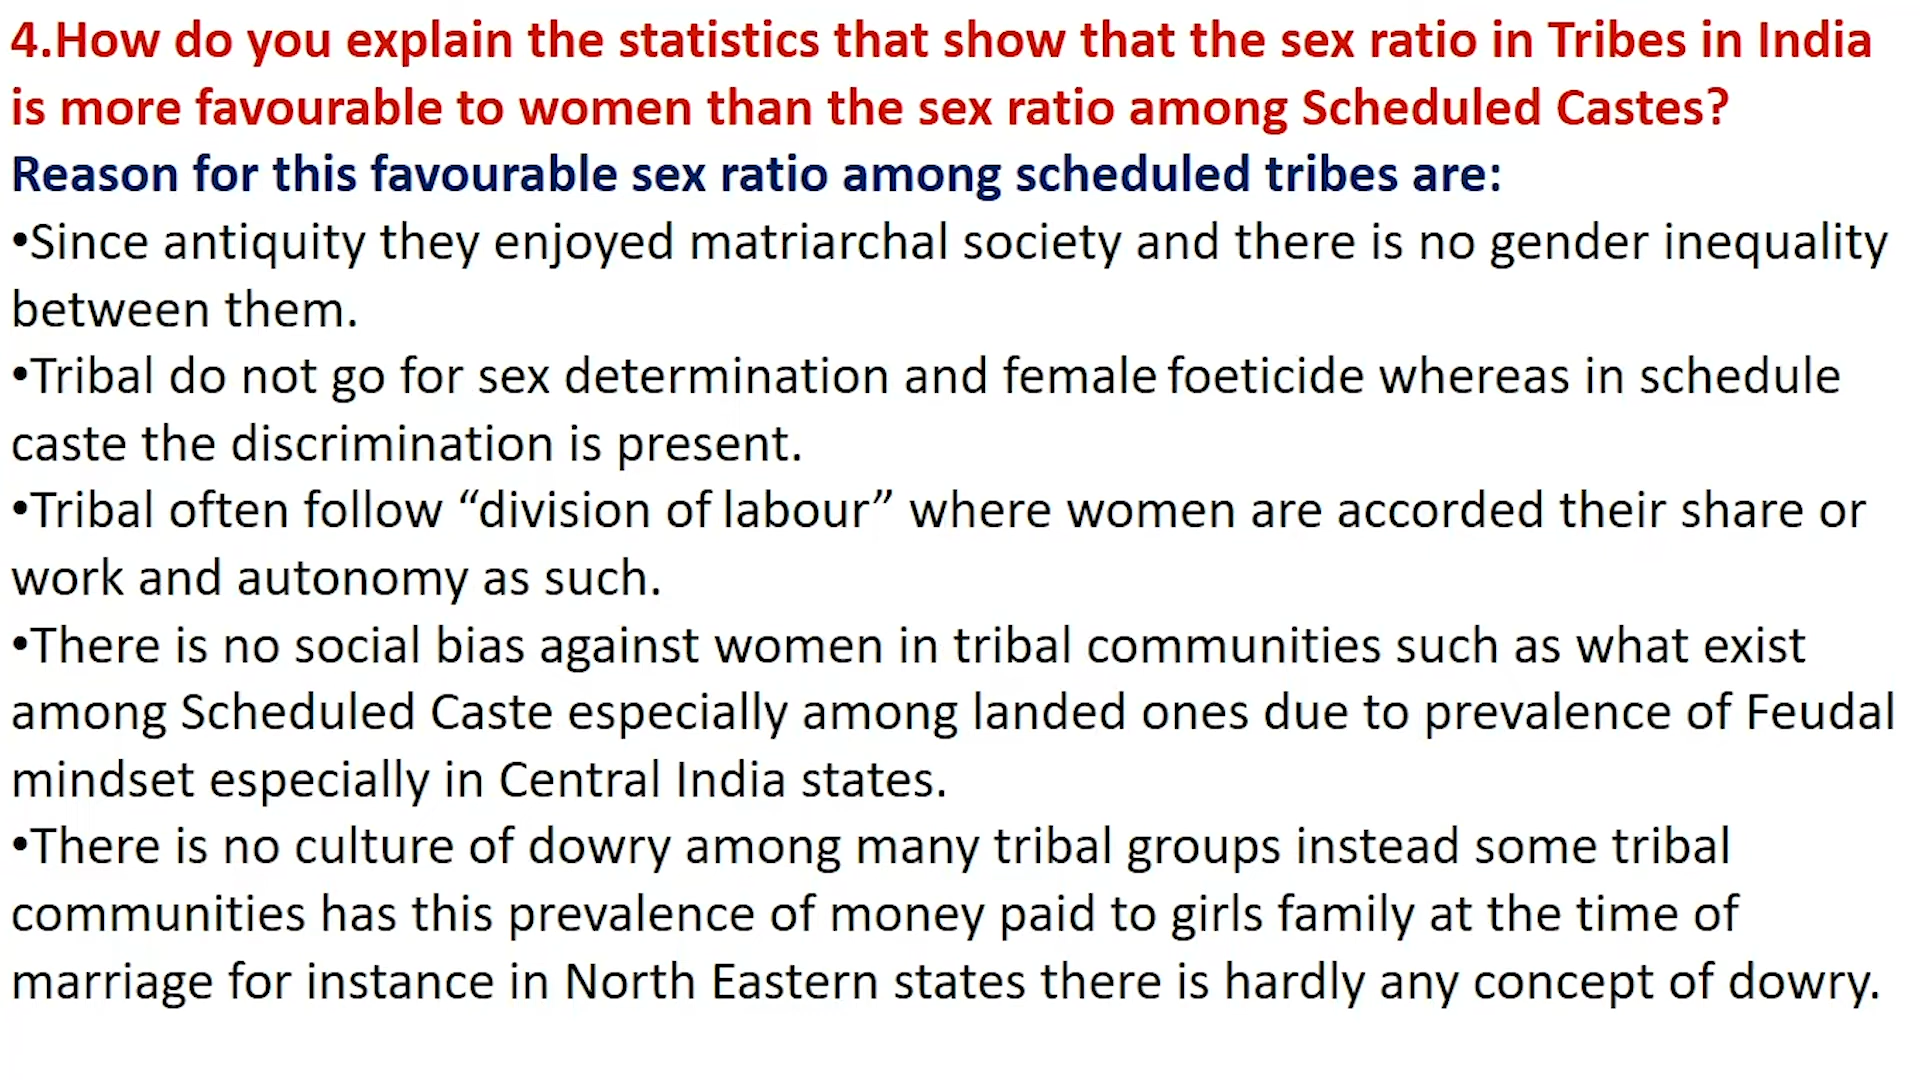 4.How do you explain the statistics that show that the sex ratio in Tribes in India
is more favourable to women than the sex ratio among Scheduled Castes?
Reason for this favourable sex ratio among scheduled tribes are:
•Since antiquity they enjoyed matriarchal society and there is no gender inequality
between them.
•Tribal do not go for sex determination and female foeticide whereas in schedule
caste the discrimination is present.
•Tribal often follow “division of labour” where women are accorded their share or
work and autonomy as such.
•There is no social bias against women in tribal communities such as what exist
among Scheduled Caste especially among landed ones due to prevalence of Feudal
mindset especially in Central India states.
•There is no culture of dowry among many tribal groups instead some tribal
communities has this prevalence of money paid to girls family at the time of
marriage for instance in North Eastern states there is hardly any concept of dowry.